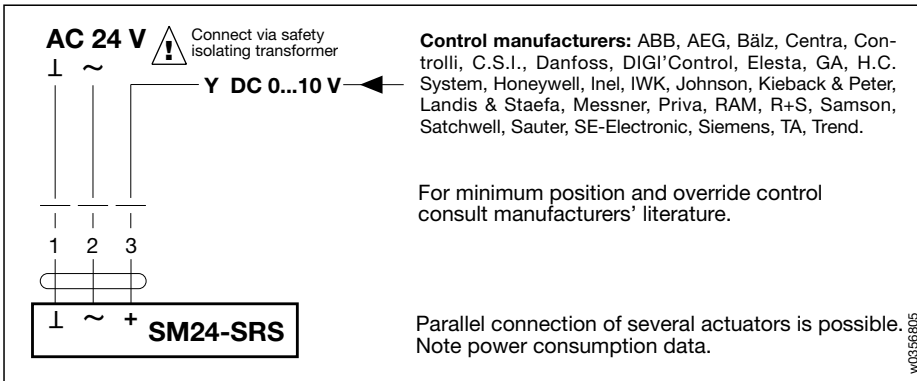 AC 24 V
⊥ ~
! Connect via safety
isolating transformer
Y DC 0...10 V
Control manufacturers: ABB, AEG, Bälz, Centra, Con-
trolli, C.S.I., Danfoss, DIGI'Control, Elesta, GA, H.C.
System, Honeywell, Inel, IWK, Johnson, Kieback & Peter,
Landis & Staefa, Messner, Priva, RAM, R+S, Samson,
Satchwell, Sauter, SE-Electronic, Siemens, TA, Trend.
For minimum position and override control
consult manufacturers' literature.
1 2 3
⊥ ~ +
SM24-SRS
Parallel connection of several actuators is possible.
Note power consumption data.
w0356805